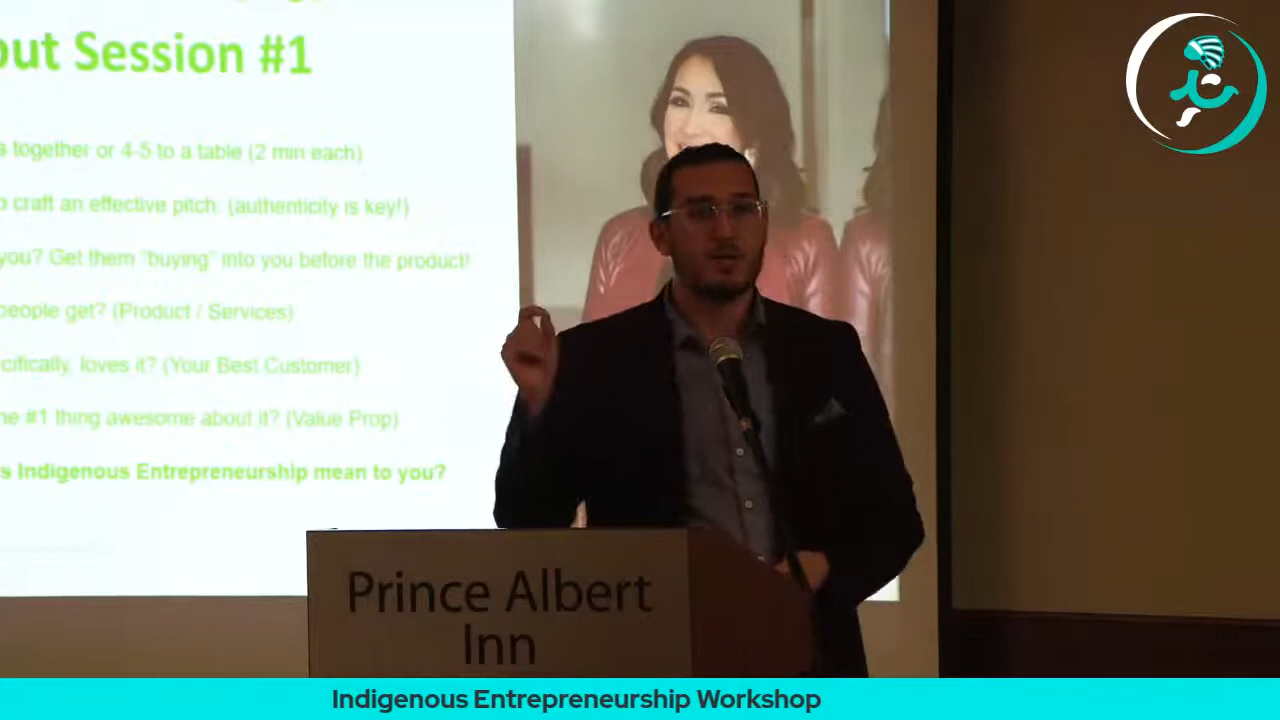 out Session #1
s together or 4-5 to a table (2 min each)
craft an effective pitch. (authenticity is key!)
you? Get them "buying" into you before the product!
people get? (Product / Services)
cifically, loves it? (Your Best Customer)
ne #1 thing awesome about it? (Value Prop)
s Indigenous Entrepreneurship mean to you?
Prince Albert
Inn
Indigenous Entrepreneurship Workshop